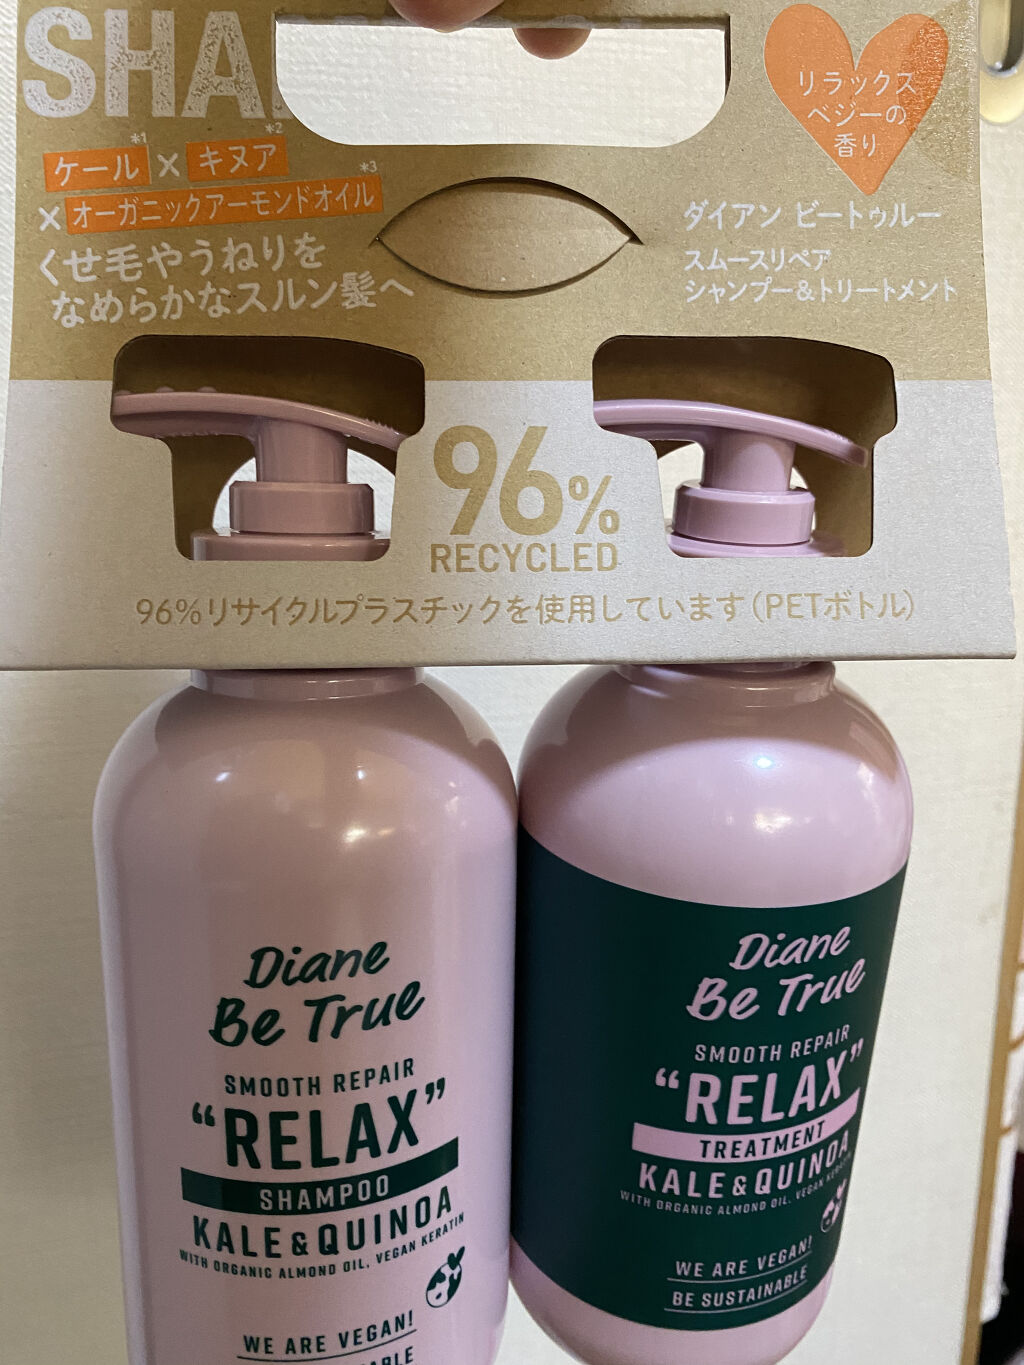 SHA
ケール*1 × キヌア*2
× オーガニックアーモンドオイル*3
くせ毛やうねりを
なめらかなスルン髪へ
リラックス
ベジーの
香り
ダイアン ビートゥルー
スムースリペア
シャンプー&トリートメント
96%
RECYCLED
96%リサイクルプラスチックを使用しています(PETボトル)
Diane
Be True
SMOOTH REPAIR
“RELAX”
SHAMPOO
KALE & QUINOA
WITH ORGANIC ALMOND OIL, VEGAN KERATIN
WE ARE VEGAN!
Diane
Be True
SMOOTH REPAIR
“RELAX”
TREATMENT
KALE & QUINOA
WITH ORGANIC ALMOND OIL, VEGAN KERATIN
WE ARE VEGAN!
BE SUSTAINABLE